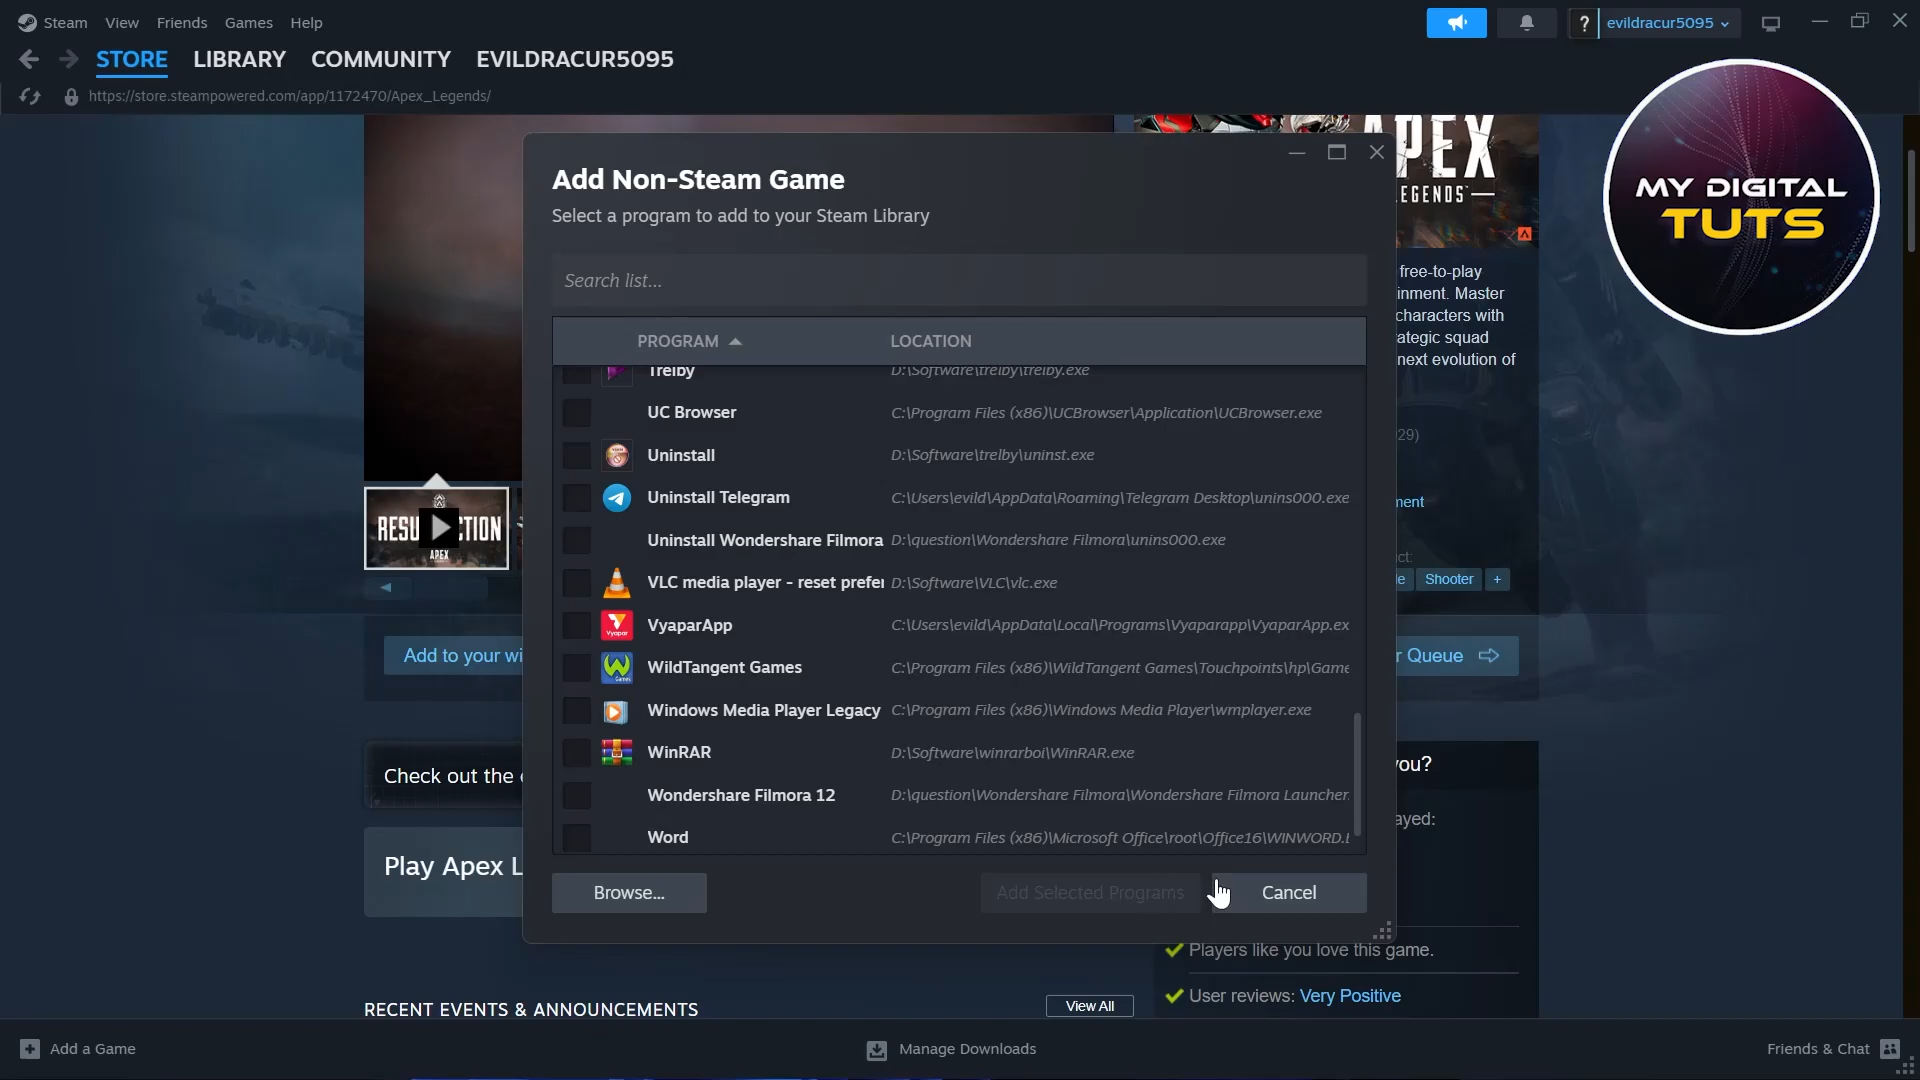 Steam View Friends Games Help
? evildracur5095
STORE LIBRARY COMMUNITY EVILDRACUR5095
https://store.steampowered.com/app/1172470/Apex_Legends/
MY DIGITAL
TUTS
APEX
LEGENDS
Add Non-Steam Game
Select a program to add to your Steam Library
Search list...
PROGRAM LOCATION
Trelby D:\Software\trelby\trelby.exe
UC Browser C:\Program Files (x86)\UCBrowser\Application\UCBrowser.exe
Uninstall D:\Software\trelby\uninst.exe
Uninstall Telegram C:\Users\evild\AppData\Roaming\Telegram Desktop\unins000.exe
Uninstall Wondershare Filmora D:\question\Wondershare Filmora\unins000.exe
VLC media player - reset prefer D:\Software\VLC\vlc.exe
VyaparApp C:\Users\evild\AppData\Local\Programs\Vyaparapp\VyaparApp.ex
WildTangent Games C:\Program Files (x86)\WildTangent Games\Touchpoints\hp\Game
Windows Media Player Legacy C:\Program Files (x86)\Windows Media Player\wmplayer.exe
WinRAR D:\Software\winrarboi\WinRAR.exe
Wondershare Filmora 12 D:\question\Wondershare Filmora\Wondershare Filmora Launcher.
Word C:\Program Files (x86)\Microsoft Office\root\Office16\WINWORD.E
Browse... Add Selected Programs Cancel
free-to-play
inment. Master
characters with
ategic squad
next evolution of
29)
ment
ct:
le Shooter +
APEX
Add to your wi
r Queue
Check out the
you?
ayed:
Play Apex L
Players like you love this game.
User reviews: Very Positive
RECENT EVENTS & ANNOUNCEMENTS View All
Add a Game Manage Downloads Friends & Chat